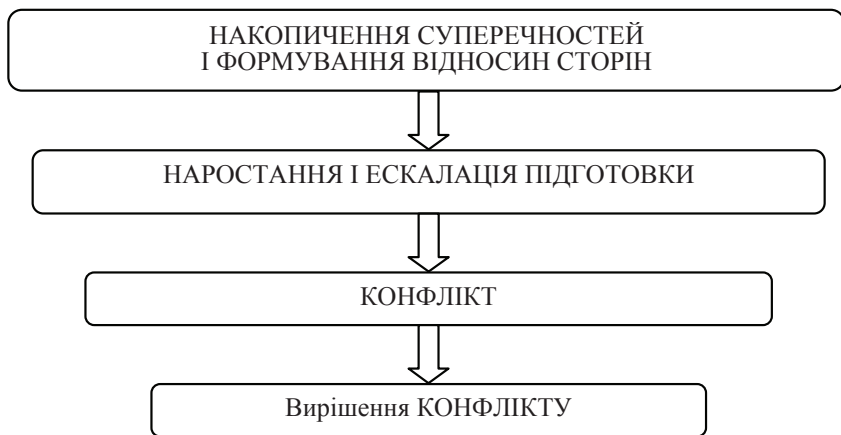 НАКОПИЧЕННЯ СУПЕРЕЧНОСТЕЙ
І ФОРМУВАННЯ ВІДНОСИН СТОРІН
НАРОСТАННЯ І ЕСКАЛАЦІЯ ПІДГОТОВКИ
КОНФЛІКТ
Вирішення КОНФЛІКТУ